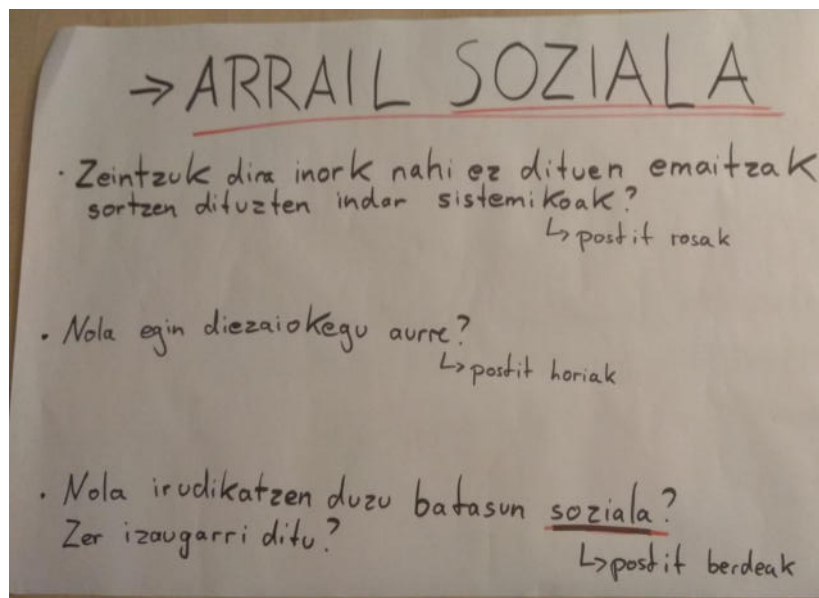 → ARRAIL SOZIALA
· Zeintzuk dira inork nahi ez dituen emaitzak
sortzen dituzten indar sistemikoak?
↳ postit rosak
· Nola egin diezaiokegu aurre?
↳ postit horiak
· Nola irudikatzen duzu batasun soziala?
Zer izaugarri ditu?
↳ postit berdeak